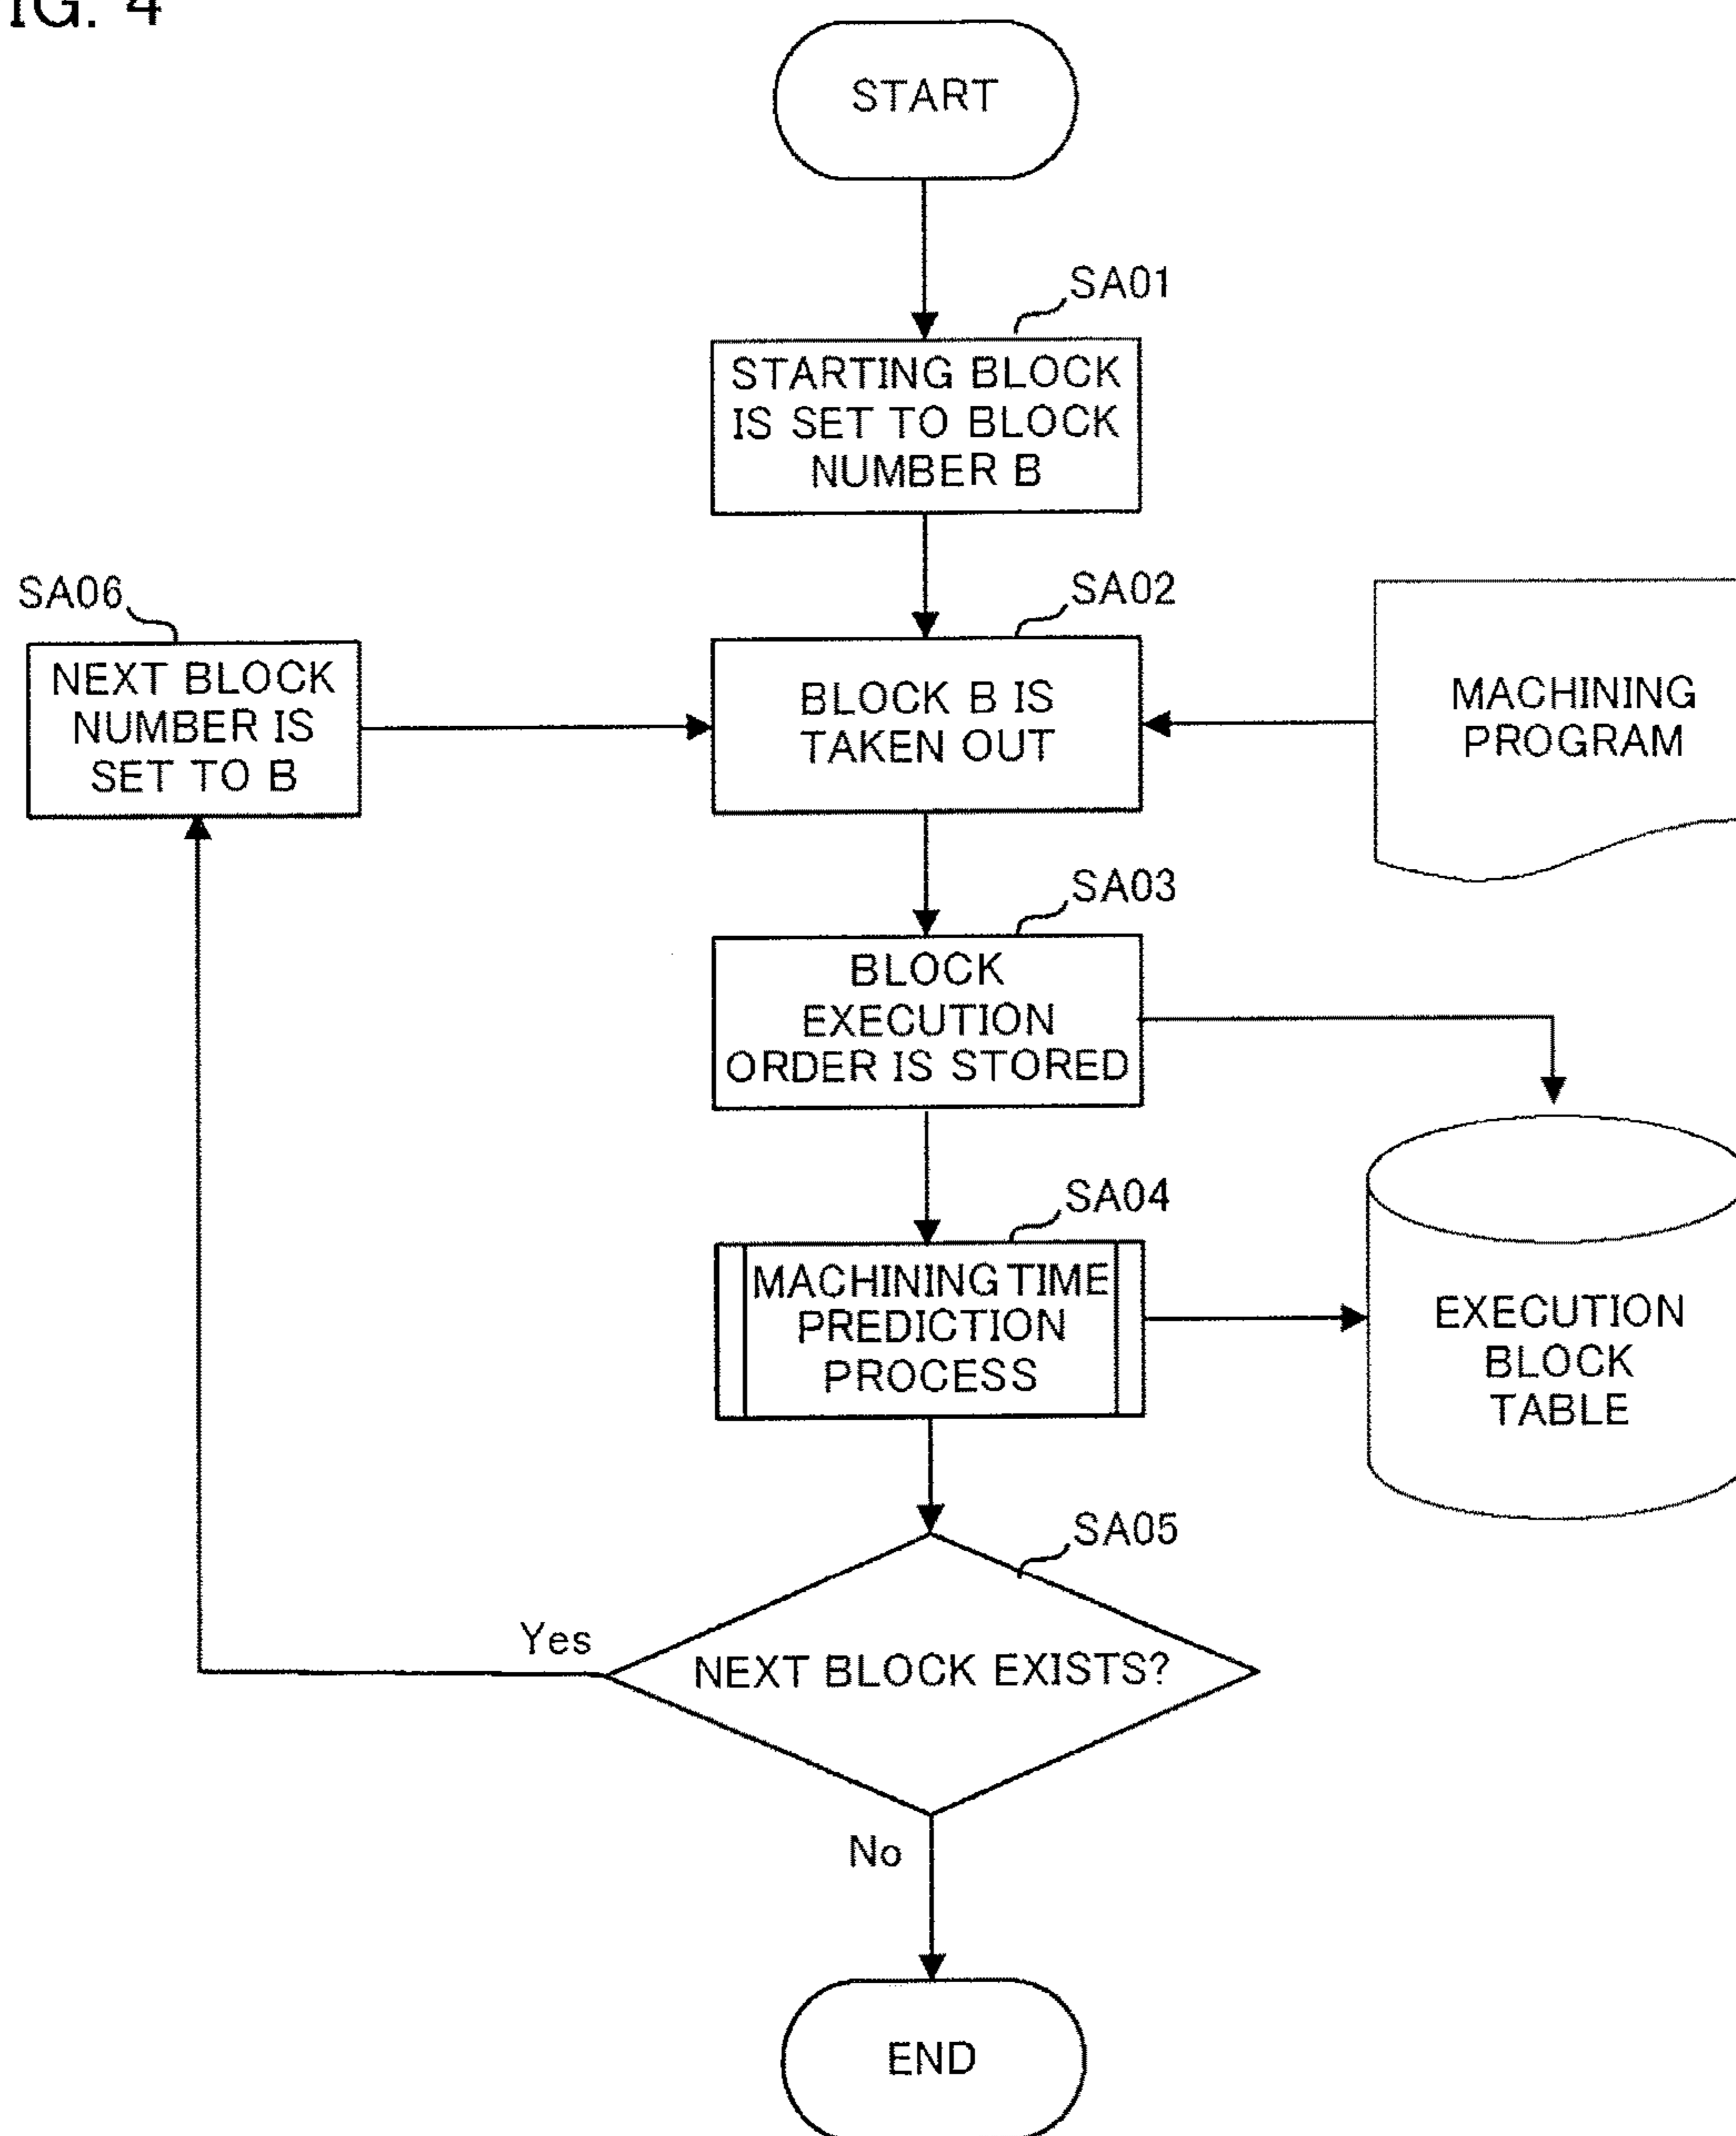 IG. 4
START
SA01
STARTING BLOCK
IS SET TO BLOCK
NUMBER B
SA06
NEXT BLOCK
NUMBER IS
SET TO B
SA02
BLOCK B IS
TAKEN OUT
MACHINING
PROGRAM
SA03
BLOCK
EXECUTION
ORDER IS STORED
SA04
MACHINING TIME
PREDICTION
PROCESS
EXECUTION
BLOCK
TABLE
SA05
Yes
NEXT BLOCK EXISTS?
No
END